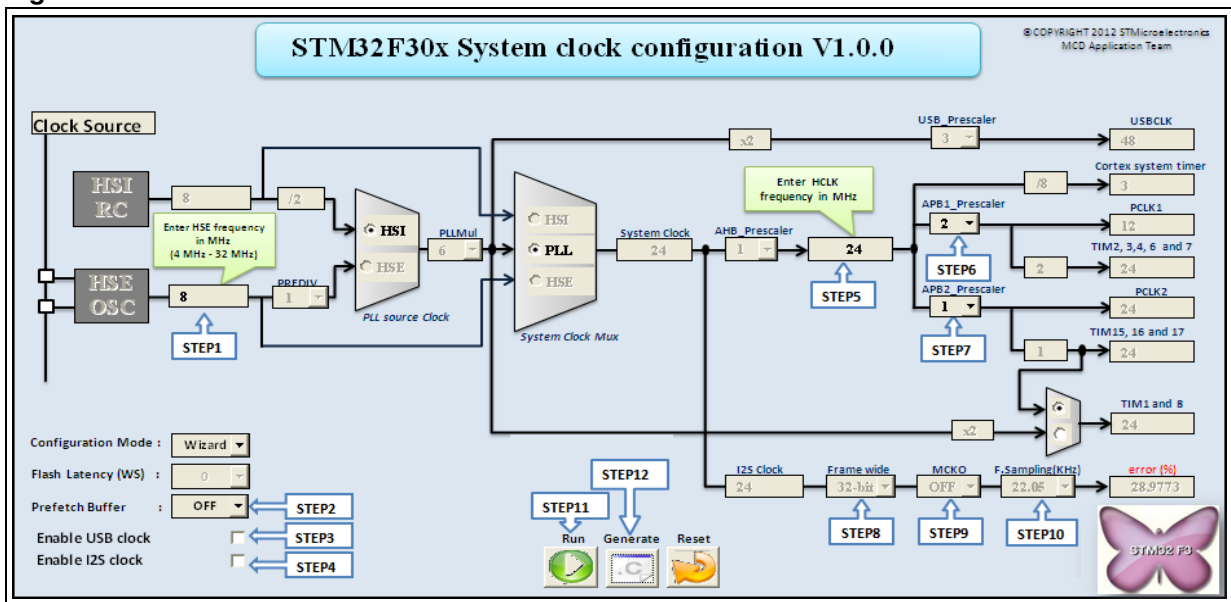 STM32F30x System clock configuration V1.0.0
©COPYRIGHT 2012 STMicroelectronics
MCD Application Team
Clock Source
USB_Prescaler
USBCLK
x2
3
48
Cortex system timer
HSI
RC
8
/2
Enter HCLK
frequency in
MHz
/8
3
Enter HSE frequency
in MHz
(4 MHz - 32 MHz)
HSI
PLLMul
6
HSI
PLL
System Clock
24
AHB_Prescaler
1
24
APB1_Prescaler
2
PCLK1
12
TIM2, 3,4, 6 and 7
HSE
HSE
STEP6
2
24
HSE
OSC
8
PREDIV
1
STEP5
APB2_Prescaler
1
PCLK2
24
PLL source Clock
STEP1
System Clock Mux
STEP7
TIM15, 16 and 17
1
24
TIM1 and 8
24
x2
Configuration Mode :
Wizard
Flash Latency (WS) :
0
Prefetch Buffer :
OFF
STEP2
Enable USB clock
STEP3
Enable I2S clock
STEP4
STEP12
STEP11
Run
Generate
Reset
.C
I2S Clock
24
Frame wide
32-bit
MCKO
OFF
F,Sampling(KHz)
22.05
error (%)
28.9773
STEP8
STEP9
STEP10
STM32 F3